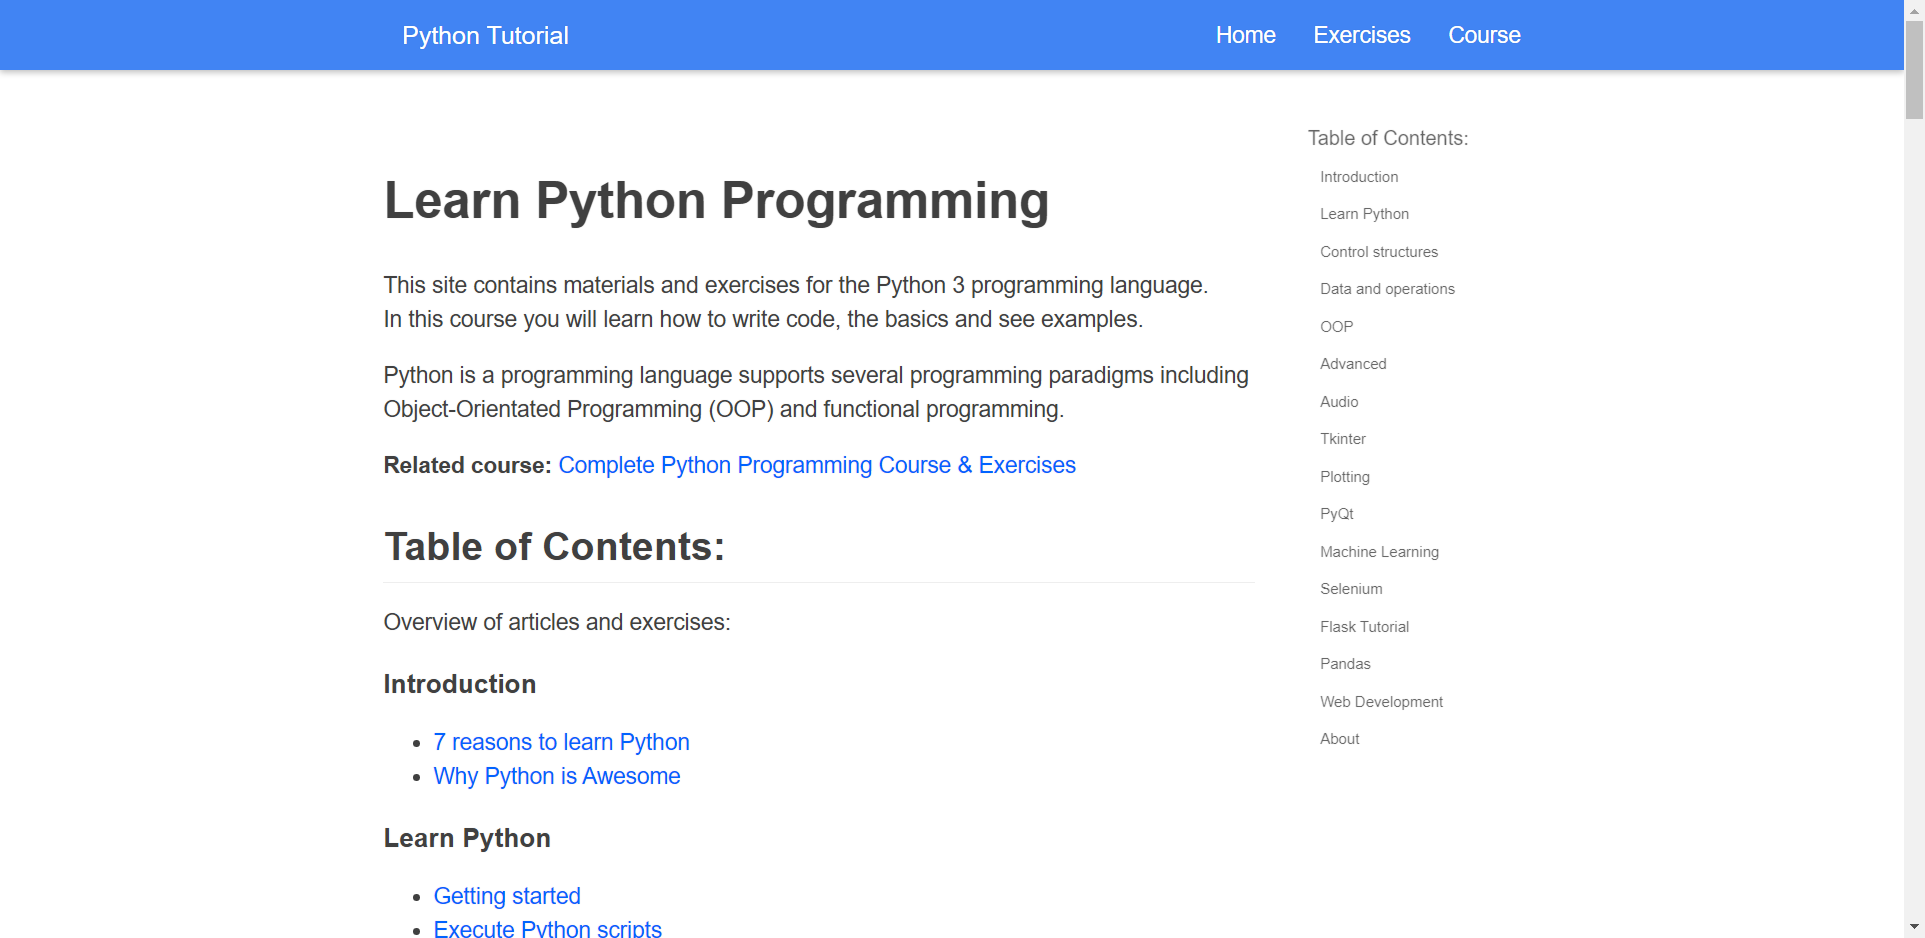 Python Tutorial
Home Exercises Course
Learn Python Programming
This site contains materials and exercises for the Python 3 programming language.
In this course you will learn how to write code, the basics and see examples.
Python is a programming language supports several programming paradigms including
Object-Orientated Programming (OOP) and functional programming.
Related course: Complete Python Programming Course & Exercises
Table of Contents:
Overview of articles and exercises:
Introduction
7 reasons to learn Python
Why Python is Awesome
Learn Python
Getting started
Execute Python scripts
Table of Contents:
Introduction
Learn Python
Control structures
Data and operations
OOP
Advanced
Audio
Tkinter
Plotting
PyQt
Machine Learning
Selenium
Flask Tutorial
Pandas
Web Development
About